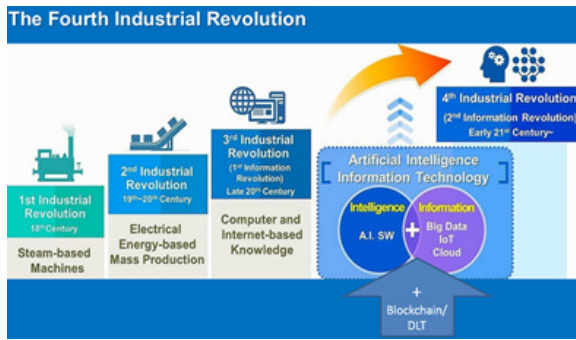 The Fourth Industrial Revolution
1st Industrial
Revolution
18th Century
Steam-based
Machines
2nd Industrial
Revolution
19th~20th Century
Electrical
Energy-based
Mass Production
3rd Industrial
Revolution
(1st Information
Revolution)
Late 20th Century
Computer and
Internet-based
Knowledge
4th Industrial Revolution
(2nd Information Revolution)
Early 21st Century~
Artificial Intelligence
Information Technology
Intelligence
A.I. SW
+
Information
Big Data
IoT
Cloud
+
Blockchain/
DLT